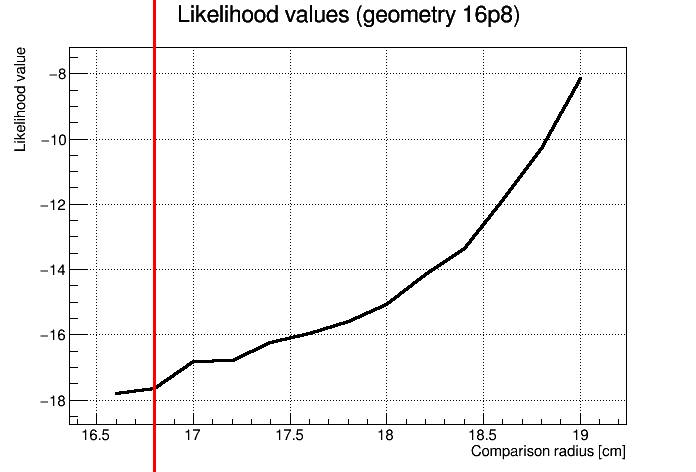 Likelihood values (geometry 16p8)
Likelihood value
−8
−10
−12
−14
−16
−18
16.5 17 17.5 18 18.5 19
Comparison radius [cm]